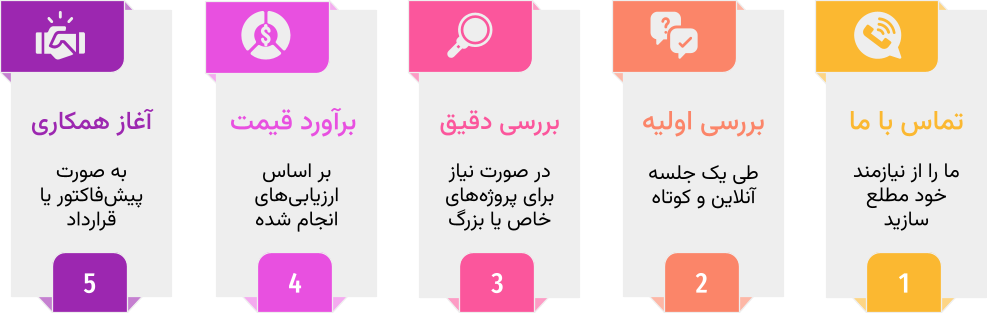 تماس با ما
ما را از نیازمند
خود مطلع
سازید
1
بررسی اولیه
طی یک جلسه
آنلاین و کوتاه
2
بررسی دقیق
در صورت نیاز
برای پروژه‌های
خاص یا بزرگ
3
برآورد قیمت
بر اساس
ارزیابی‌های
انجام شده
4
آغاز همکاری
به صورت
پیش‌فاکتور یا
قرارداد
5